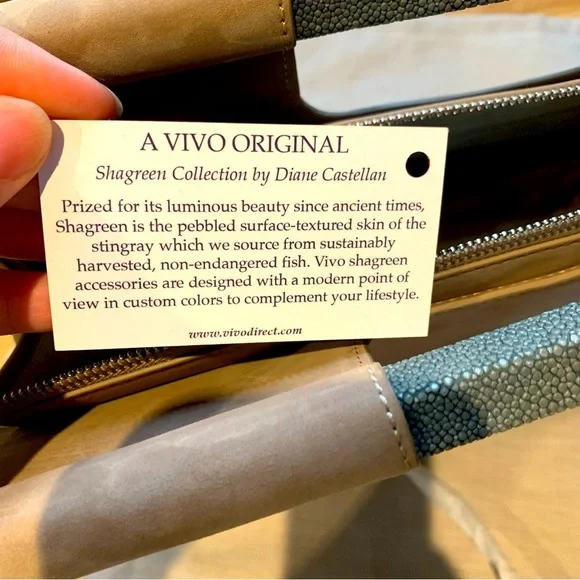 A VIVO ORIGINAL
Shagreen Collection by Diane Castellan
Prized for its luminous beauty since ancient times,
Shagreen is the pebbled surface-textured skin of the
stingray which we source from sustainably
harvested, non-endangered fish. Vivo shagreen
accessories are designed with a modern point of
view in custom colors to complement your lifestyle.
www.vivodirect.com